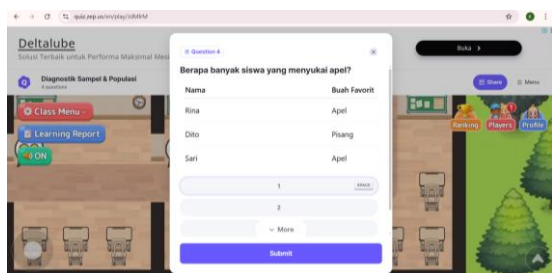 quiz.zep.us/en/play/
Deltalube
Solusi Terbaik untuk Performa Maksimal Mesi
Buka
Diagnostik Sampel & Populasi
4 questions
Share
Menu
Class Menu
Learning Report
ON
Ranking
Players
Profile
Question 4
Berapa banyak siswa yang menyukai apel?
Nama Buah Favorit
Rina Apel
Dito Pisang
Sari Apel
1 SPACE
2
More
Submit